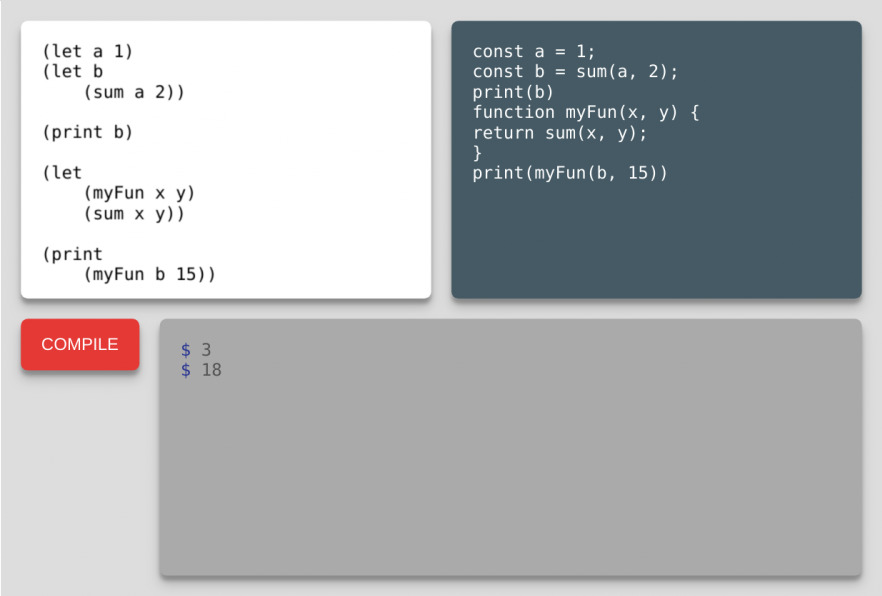 (let a 1)
(let b
    (sum a 2))

(print b)

(let
    (myFun x y)
    (sum x y))

(print
    (myFun b 15))
const a = 1;
const b = sum(a, 2);
print(b)
function myFun(x, y) {
return sum(x, y);
}
print(myFun(b, 15))
COMPILE
$ 3
$ 18